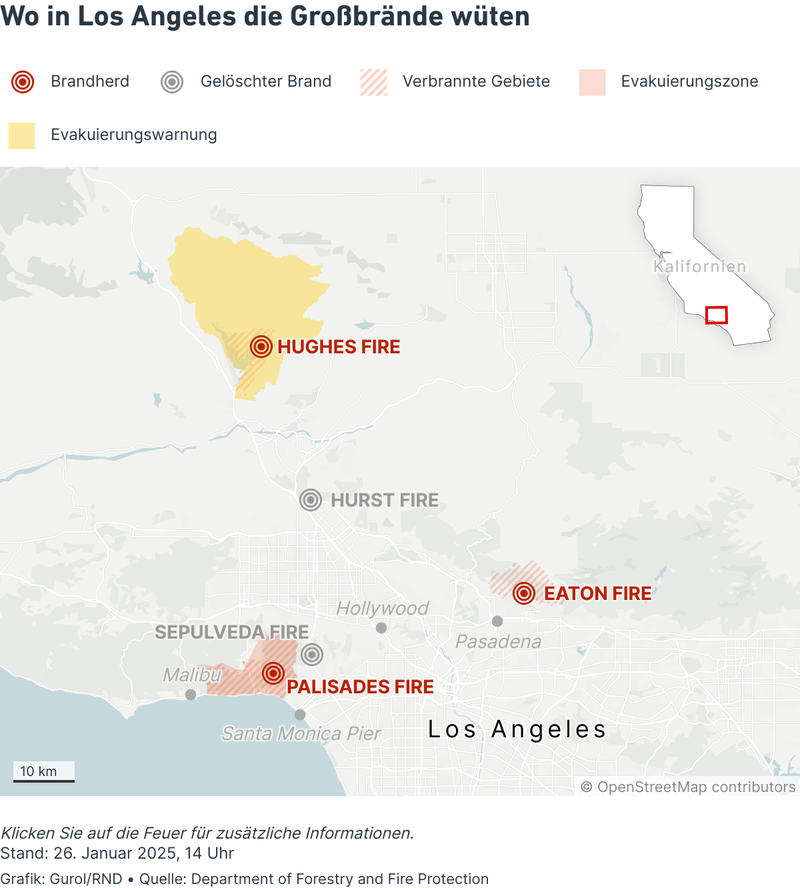 Wo in Los Angeles die Großbrände wüten
Brandherd
Gelöschter Brand
Verbrannte Gebiete
Evakuierungszone
Evakuierungswarnung
Kalifornien
HUGHES FIRE
HURST FIRE
EATON FIRE
Hollywood
SEPULVEDA FIRE
Pasadena
Malibu
PALISADES FIRE
Santa Monica Pier
Los Angeles
10 km
© OpenStreetMap contributors
Klicken Sie auf die Feuer für zusätzliche Informationen.
Stand: 26. Januar 2025, 14 Uhr
Grafik: Gurol/RND • Quelle: Department of Forestry and Fire Protection